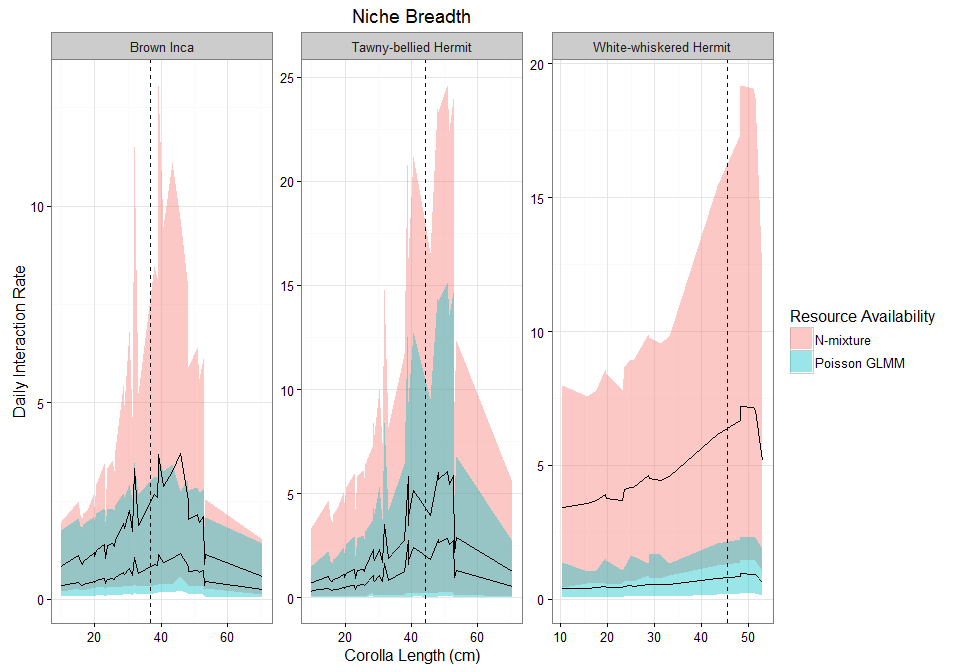 Niche Breadth
Brown Inca
Tawny-bellied Hermit
White-whiskered Hermit
Daily Interaction Rate
10
5
0
25
20
15
10
5
0
20
15
10
5
0
20
40
60
20
40
60
10
20
30
40
50
Corolla Length (cm)
Resource Availability
N-mixture
Poisson GLMM